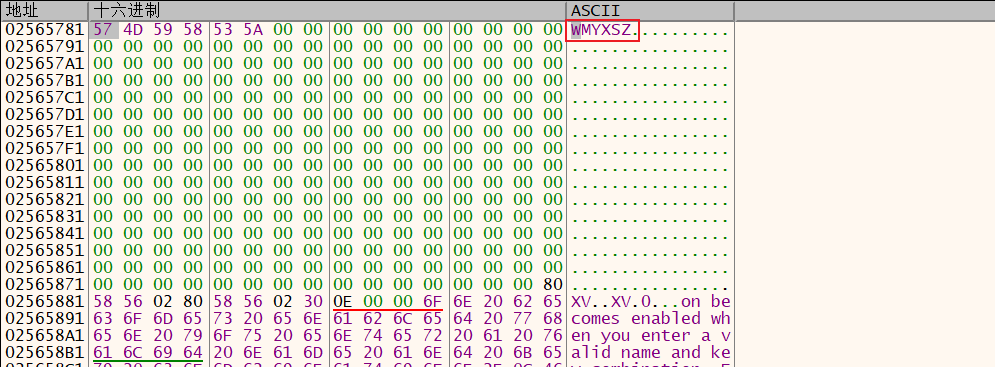 地址 十六进制 ASCII
02565781 57 4D 59 58 53 5A 00 00 00 00 00 00 00 00 00 00 WMYXSZ..........
02565791 00 00 00 00 00 00 00 00 00 00 00 00 00 00 00 00 ................
025657A1 00 00 00 00 00 00 00 00 00 00 00 00 00 00 00 00 ................
025657B1 00 00 00 00 00 00 00 00 00 00 00 00 00 00 00 00 ................
025657C1 00 00 00 00 00 00 00 00 00 00 00 00 00 00 00 00 ................
025657D1 00 00 00 00 00 00 00 00 00 00 00 00 00 00 00 00 ................
025657E1 00 00 00 00 00 00 00 00 00 00 00 00 00 00 00 00 ................
025657F1 00 00 00 00 00 00 00 00 00 00 00 00 00 00 00 00 ................
02565801 00 00 00 00 00 00 00 00 00 00 00 00 00 00 00 00 ................
02565811 00 00 00 00 00 00 00 00 00 00 00 00 00 00 00 00 ................
02565821 00 00 00 00 00 00 00 00 00 00 00 00 00 00 00 00 ................
02565831 00 00 00 00 00 00 00 00 00 00 00 00 00 00 00 00 ................
02565841 00 00 00 00 00 00 00 00 00 00 00 00 00 00 00 00 ................
02565851 00 00 00 00 00 00 00 00 00 00 00 00 00 00 00 00 ................
02565861 00 00 00 00 00 00 00 00 00 00 00 00 00 00 00 00 ................
02565871 00 00 00 00 00 00 00 00 00 00 00 00 00 00 00 80 ................
02565881 58 56 02 80 58 56 02 30 0E 00 00 6F 6E 20 62 65 XV..XV.0...on be
02565891 63 6F 6D 65 73 20 65 6E 61 62 6C 65 64 20 77 68 comes enabled wh
025658A1 65 6E 20 79 6F 75 20 65 6E 74 65 72 20 61 20 76 en you enter a v
025658B1 61 6C 69 64 20 6E 61 6D 65 20 61 6E 64 20 6B 65 alid name and ke